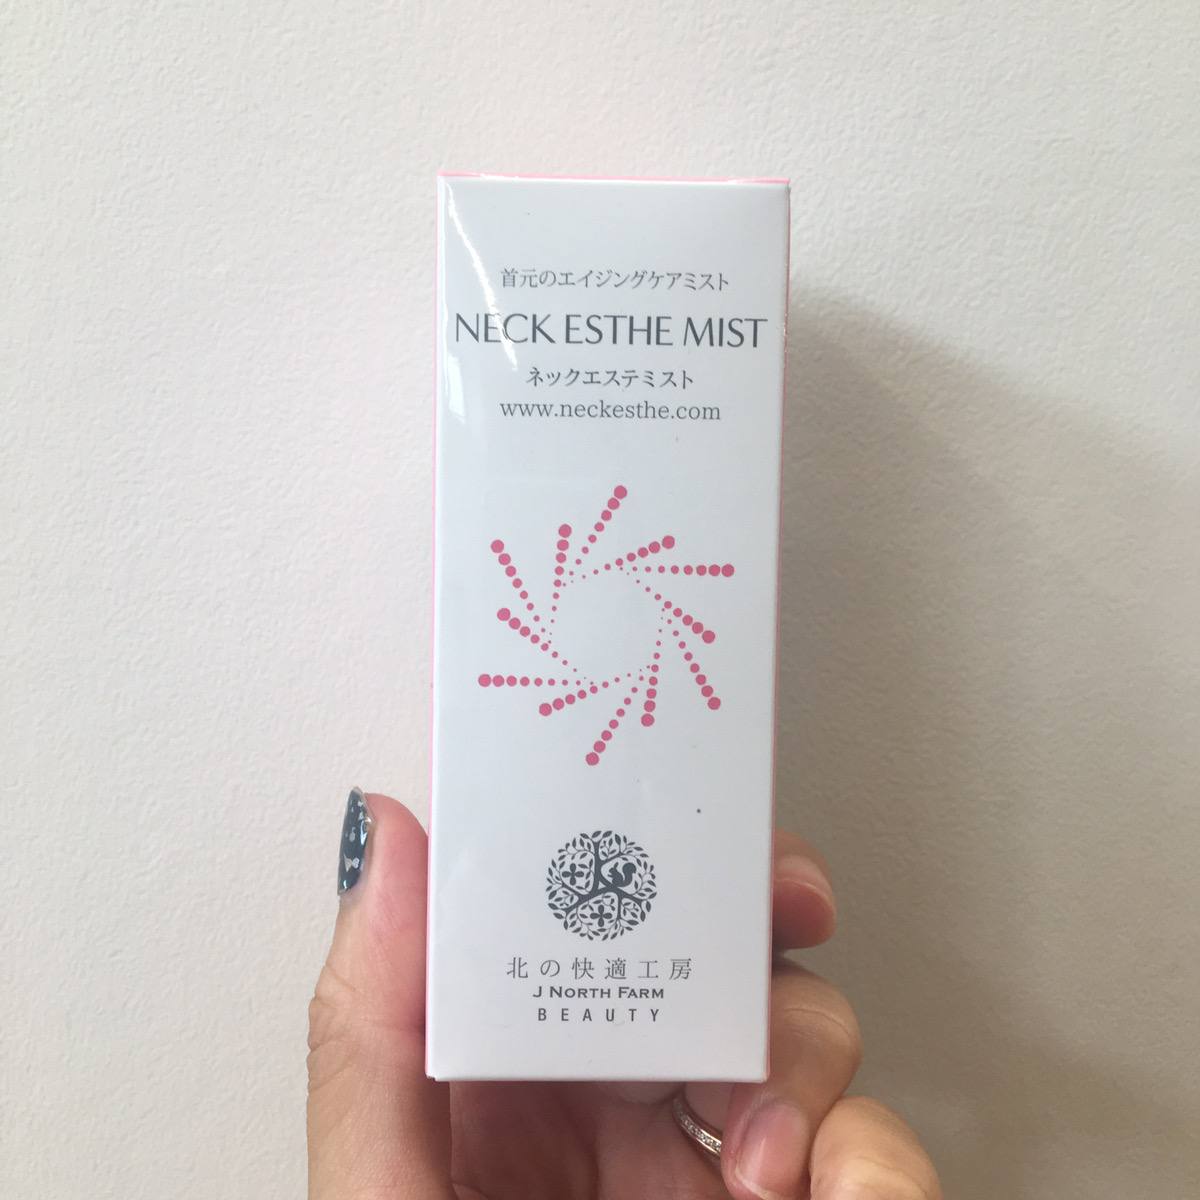 首元のエイジングケアミスト
NECK ESTHE MIST
ネックエステミスト
www.neckesthe.com
北の快適工房
J NORTH FARM
BEAUTY